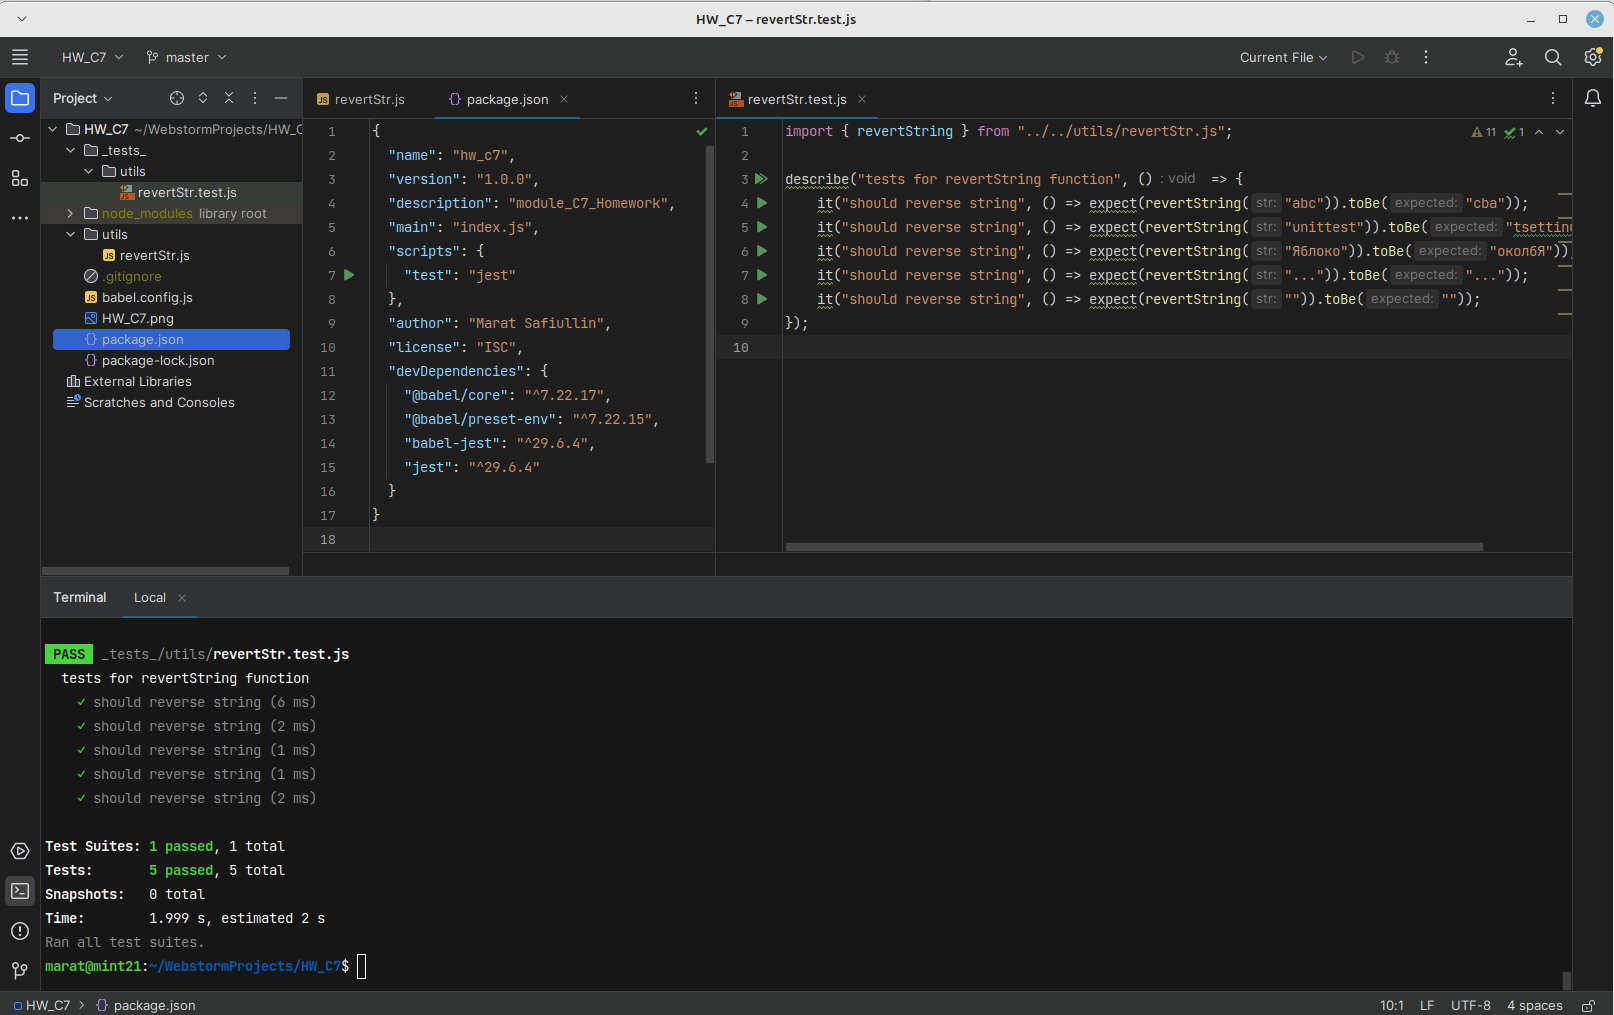 HW_C7 – revertStr.test.js
HW_C7 master Current File
Project
HW_C7 ~/WebstormProjects/HW_C
_tests_
utils
revertStr.test.js
node_modules library root
utils
revertStr.js
.gitignore
babel.config.js
HW_C7.png
package.json
package-lock.json
External Libraries
Scratches and Consoles
revertStr.js package.json
1 {
2 "name": "hw_c7",
3 "version": "1.0.0",
4 "description": "module_C7_Homework",
5 "main": "index.js",
6 "scripts": {
7 "test": "jest"
8 },
9 "author": "Marat Safiullin",
10 "license": "ISC",
11 "devDependencies": {
12 "@babel/core": "^7.22.17",
13 "@babel/preset-env": "^7.22.15",
14 "babel-jest": "^29.6.4",
15 "jest": "^29.6.4"
16 }
17 }
18
revertStr.test.js
1 import { revertString } from "../../utils/revertStr.js"; 11 1
2
3 describe("tests for revertString function", () : void => {
4 it("should reverse string", () => expect(revertString( str: "abc")).toBe( expected: "cba"));
5 it("should reverse string", () => expect(revertString( str: "unittest")).toBe( expected: "tsettinu
6 it("should reverse string", () => expect(revertString( str: "Яблоко")).toBe( expected: "околбЯ"));
7 it("should reverse string", () => expect(revertString( str: "...")).toBe( expected: "..."));
8 it("should reverse string", () => expect(revertString( str: "")).toBe( expected: ""));
9 });
10
Terminal Local
PASS _tests_/utils/revertStr.test.js
tests for revertString function
✓ should reverse string (6 ms)
✓ should reverse string (2 ms)
✓ should reverse string (1 ms)
✓ should reverse string (1 ms)
✓ should reverse string (2 ms)
Test Suites: 1 passed, 1 total
Tests: 5 passed, 5 total
Snapshots: 0 total
Time: 1.999 s, estimated 2 s
Ran all test suites.
marat@mint21:~/WebstormProjects/HW_C7$
HW_C7 > package.json 10:1 LF UTF-8 4 spaces